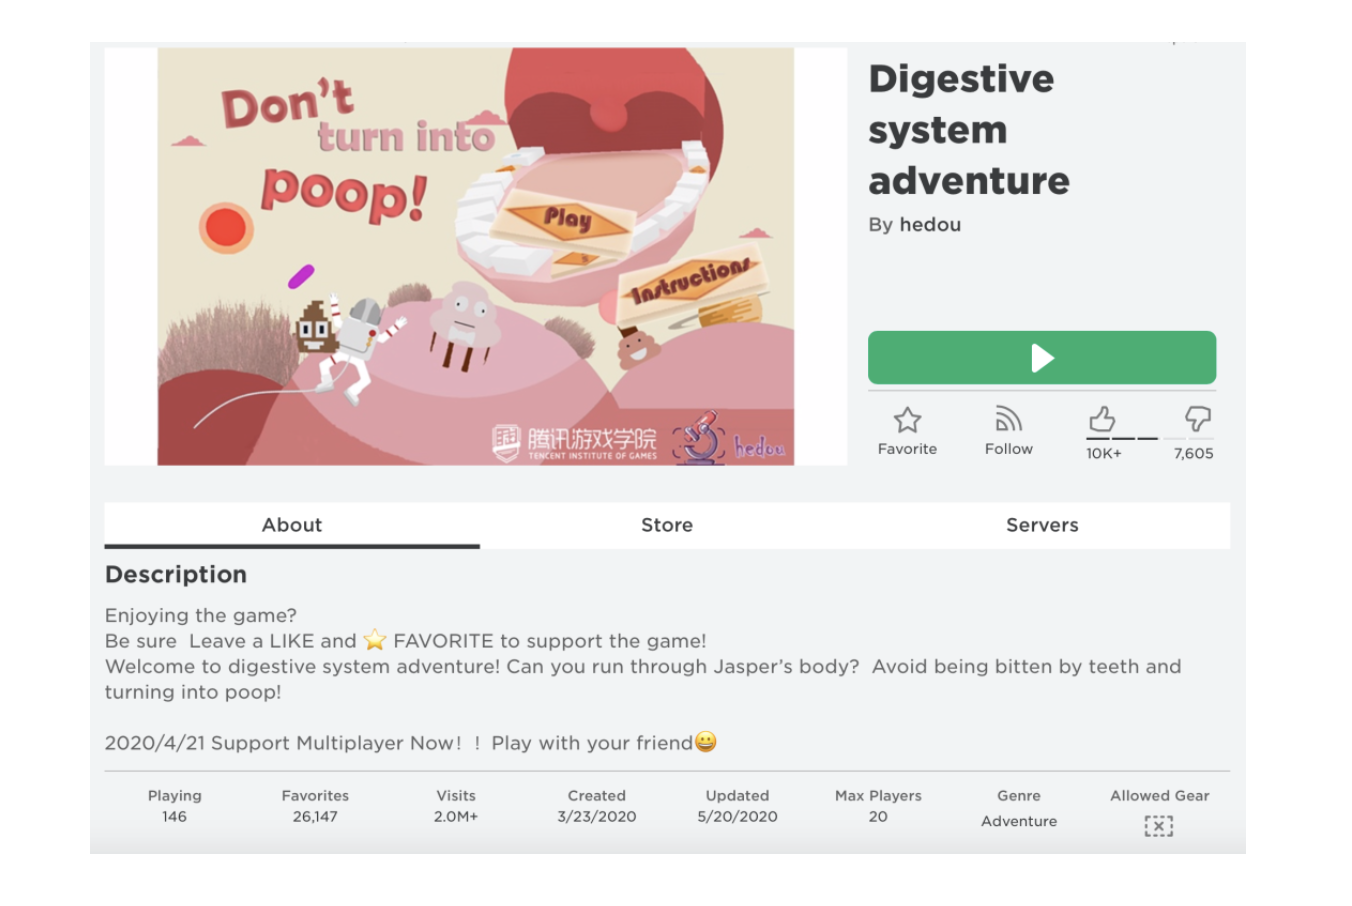 Don't
turn into
poop!
Play
Instructions
腾讯游戏学院
TENCENT INSTITUTE OF GAMES
hedou
Digestive
system
adventure
By hedou
Favorite
Follow
10K+
7,605
About
Store
Servers
Description
Enjoying the game?
Be sure  Leave a LIKE and ⭐ FAVORITE to support the game!
Welcome to digestive system adventure! Can you run through Jasper's body?  Avoid being bitten by teeth and
turning into poop!
2020/4/21 Support Multiplayer Now！！ Play with your friend😀
Playing
Favorites
Visits
Created
Updated
Max Players
Genre
Allowed Gear
146
26,147
2.0M+
3/23/2020
5/20/2020
20
Adventure